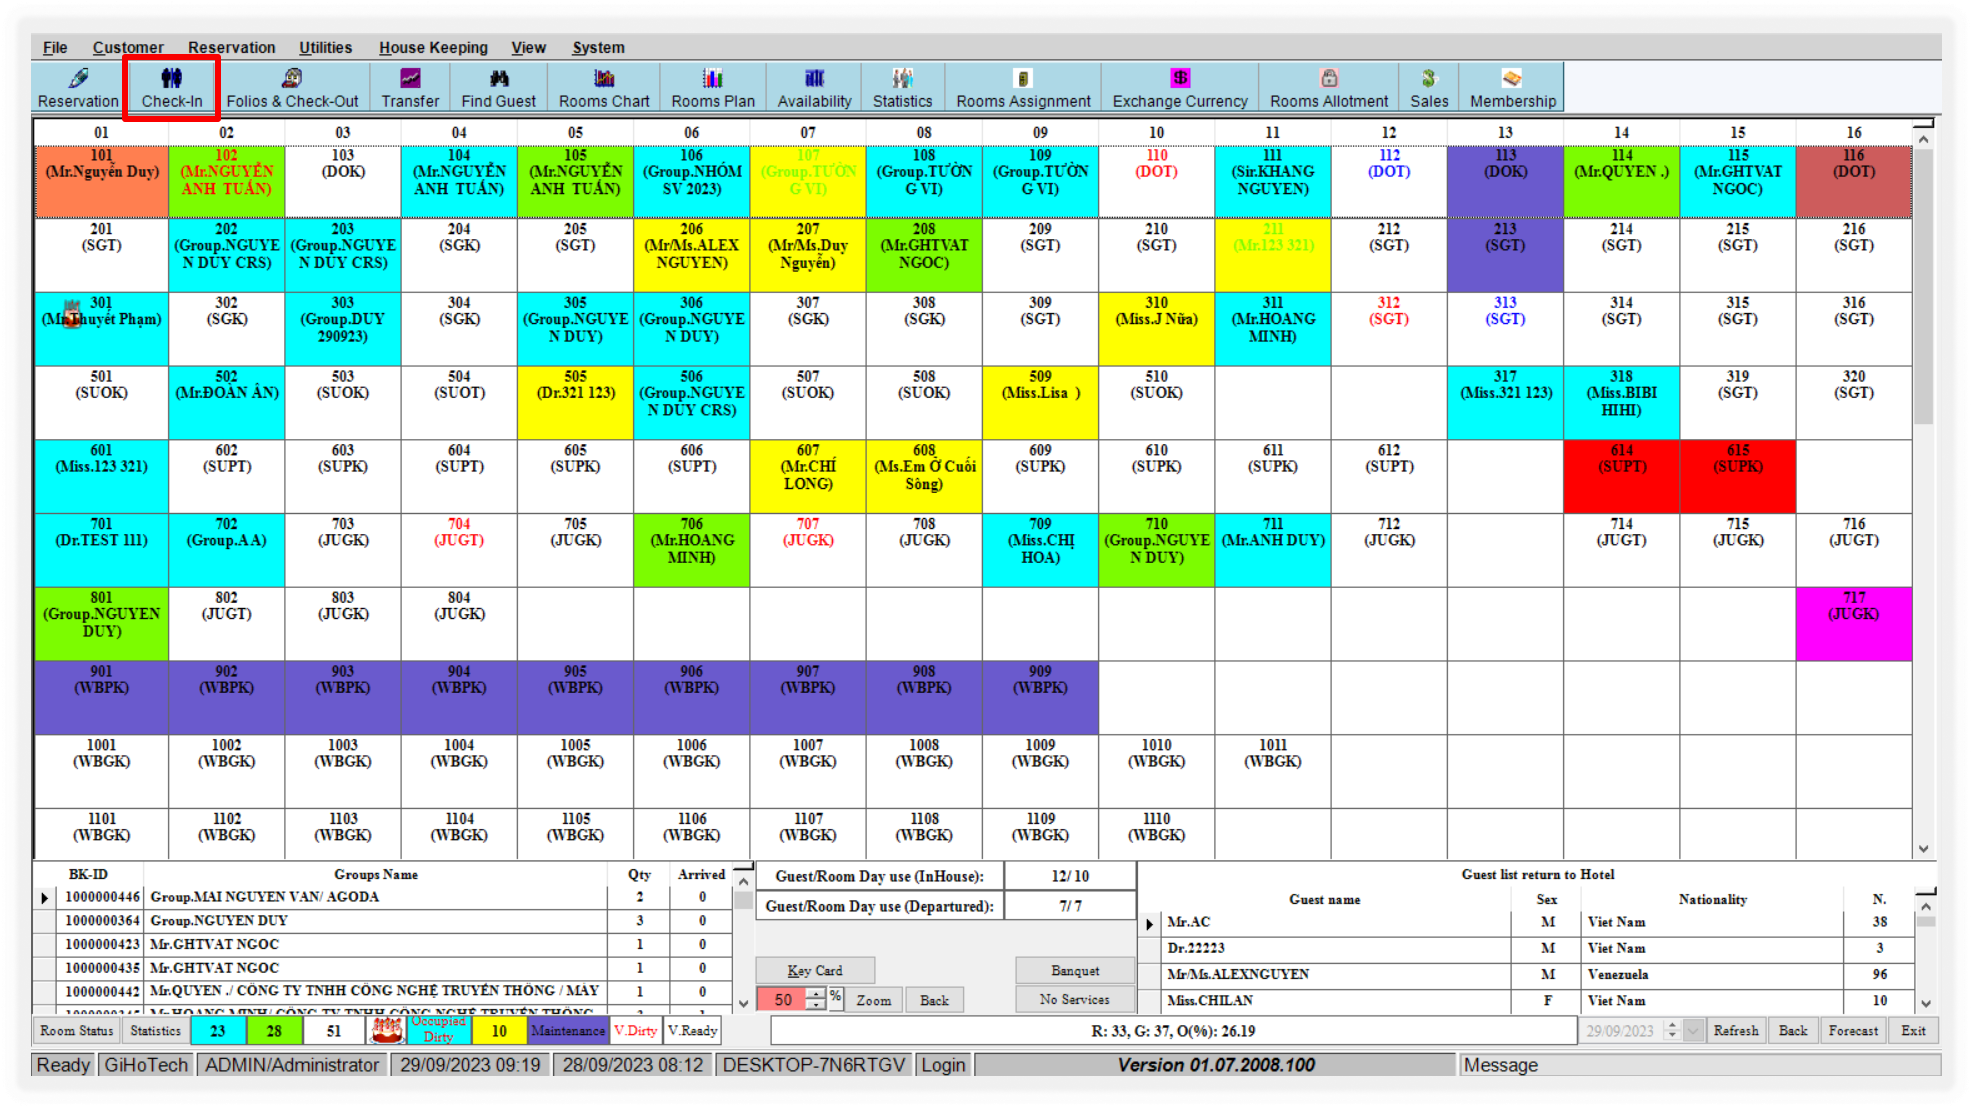 File Customer Reservation Utilities House Keeping View System
Reservation Check-In Folios & Check-Out Transfer Find Guest Rooms Chart Rooms Plan Availability Statistics Rooms Assignment Exchange Currency Rooms Allotment Sales Membership
01 02 03 04 05 06 07 08 09 10 11 12 13 14 15 16
101 102 103 104 105 106 107 108 109 110 111 112 113 114 115 116
(Mr.Nguyễn Duy) (Mr.NGUYỄN (DOK) (Mr.NGUYỄN (Mr.NGUYỄN (Group.NHÓM (Group.TƯỜN (Group.TƯỜN (Group.TƯỜN (DOT) (Sir.KHANG (DOT) (DOK) (Mr.QUYEN .) (Mr.GHTVAT (DOT)
ANH TUẤN) ANH TUẤN) ANH TUẤN) SV 2023) G VI) G VI) G VI) NGUYEN) NGOC)
201 202 203 204 205 206 207 208 209 210 211 212 213 214 215 216
(SGT) (Group.NGUYE (Group.NGUYE (SGK) (SGT) (Mr/Ms.ALEX (Mr/Ms.Duy (Mr.GHTVAT (SGT) (SGT) (Mr.123 321) (SGT) (SGT) (SGT) (SGT) (SGT)
N DUY CRS) N DUY CRS) NGUYEN) Nguyễn) NGOC)
301 302 303 304 305 306 307 308 309 310 311 312 313 314 315 316
(Mr.Thuyết Phạm) (SGK) (Group.DUY (SGK) (Group.NGUYE (Group.NGUYE (SGK) (SGK) (SGT) (Miss.J Nữa) (Mr.HOANG (SGT) (SGT) (SGT) (SGT) (SGT)
290923) N DUY) N DUY) MINH)
501 502 503 504 505 506 507 508 509 510 317 318 319 320
(SUOK) (Mr.ĐOÀN ÂN) (SUOK) (SUOT) (Dr.321 123) (Group.NGUYE (SUOK) (SUOK) (Miss.Lisa ) (SUOK) (Miss.321 123) (Miss.BIBI (SGT) (SGT)
N DUY CRS) HIHI)
601 602 603 604 605 606 607 608 609 610 611 612 614 615
(Miss.123 321) (SUPT) (SUPK) (SUPT) (SUPK) (SUPT) (Mr.CHÍ (Ms.Em Ở Cuối (SUPK) (SUPK) (SUPK) (SUPT) (SUPT) (SUPK)
LONG) Sông)
701 702 703 704 705 706 707 708 709 710 711 712 714 715 716
(Dr.TEST 111) (Group.AA) (JUGK) (JUGT) (JUGK) (Mr.HOANG (JUGK) (JUGK) (Miss.CHỊ (Group.NGUYE (Mr.ANH DUY) (JUGK) (JUGT) (JUGK) (JUGT)
MINH) HOA) N DUY)
801 802 803 804 717
(Group.NGUYEN (JUGT) (JUGK) (JUGK) (JUGK)
DUY)
901 902 903 904 905 906 907 908 909
(WBPK) (WBPK) (WBPK) (WBPK) (WBPK) (WBPK) (WBPK) (WBPK) (WBPK)
1001 1002 1003 1004 1005 1006 1007 1008 1009 1010 1011
(WBGK) (WBGK) (WBGK) (WBGK) (WBGK) (WBGK) (WBGK) (WBGK) (WBGK) (WBGK) (WBGK)
1101 1102 1103 1104 1105 1106 1107 1108 1109 1110
(WBGK) (WBGK) (WBGK) (WBGK) (WBGK) (WBGK) (WBGK) (WBGK) (WBGK) (WBGK)
BK-ID Groups Name Qty Arrived
1000000446 Group.MAI NGUYEN VAN/ AGODA 2 0
1000000364 Group.NGUYEN DUY 3 0
1000000423 Mr.GHTVAT NGOC 1 0
1000000435 Mr.GHTVAT NGOC 1 0
1000000442 Mr.QUYEN ./ CÔNG TY TNHH CÔNG NGHỆ TRUYỀN THÔNG / MÁY 1 0
Guest/Room Day use (InHouse): 12/ 10
Guest/Room Day use (Departured): 7/ 7
Key Card Banquet
50 % Zoom Back No Services
Guest list return to Hotel
Guest name Sex Nationality N.
Mr.AC M Viet Nam 38
Dr.22223 M Viet Nam 3
Mr/Ms.ALEXNGUYEN M Venezuela 96
Miss.CHILAN F Viet Nam 10
Room Status Statistics 23 28 51 Occupied Dirty 10 Maintenance V.Dirty V.Ready
R: 33, G: 37, O(%): 26.19
29/09/2023 Refresh Back Forecast Exit
Ready GiHoTech ADMIN/Administrator 29/09/2023 09:19 28/09/2023 08:12 DESKTOP-7N6RTGV Login Version 01.07.2008.100 Message